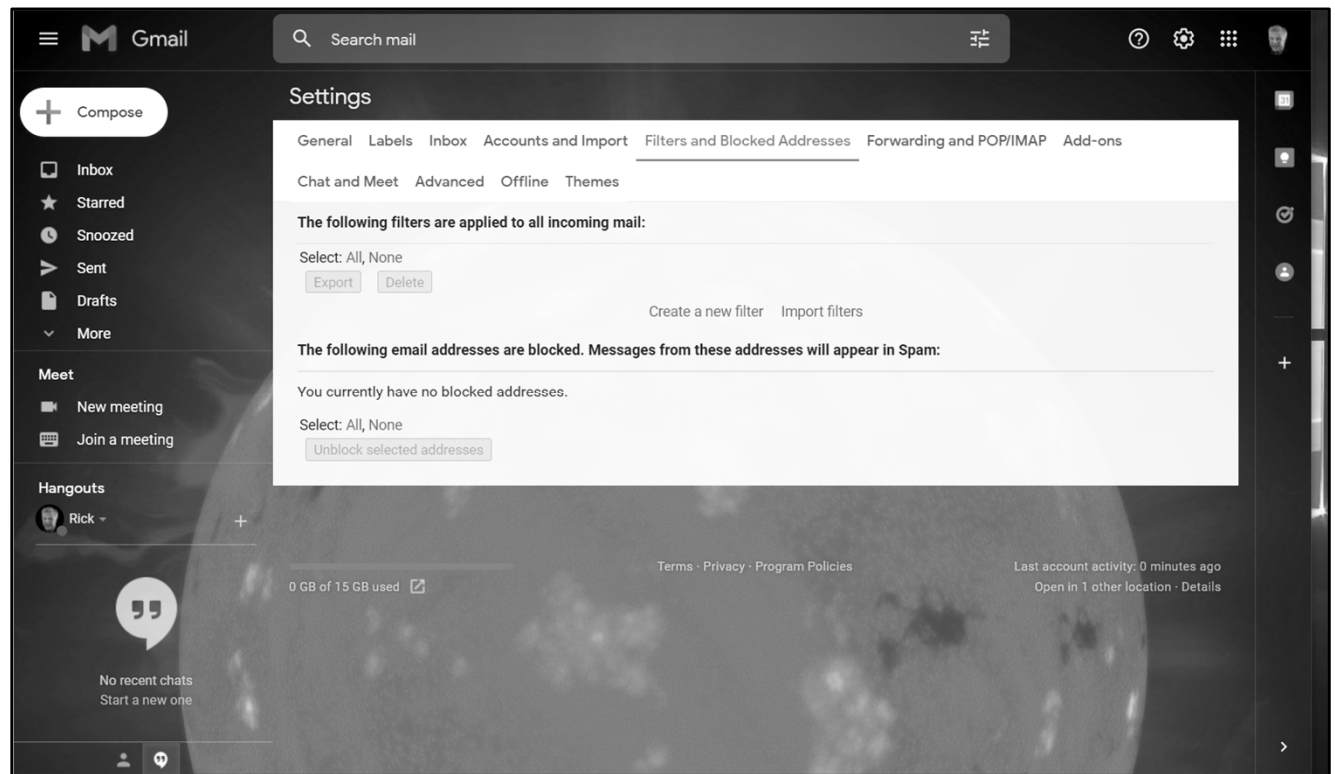 Gmail
Search mail
Compose
Inbox
Starred
Snoozed
Sent
Drafts
More
Meet
New meeting
Join a meeting
Hangouts
Rick
No recent chats
Start a new one
Settings
General Labels Inbox Accounts and Import Filters and Blocked Addresses Forwarding and POP/IMAP Add-ons
Chat and Meet Advanced Offline Themes
The following filters are applied to all incoming mail:
Select: All, None
Export Delete
Create a new filter Import filters
The following email addresses are blocked. Messages from these addresses will appear in Spam:
You currently have no blocked addresses.
Select: All, None
Unblock selected addresses
0 GB of 15 GB used
Terms · Privacy · Program Policies
Last account activity: 0 minutes ago
Open in 1 other location · Details
31